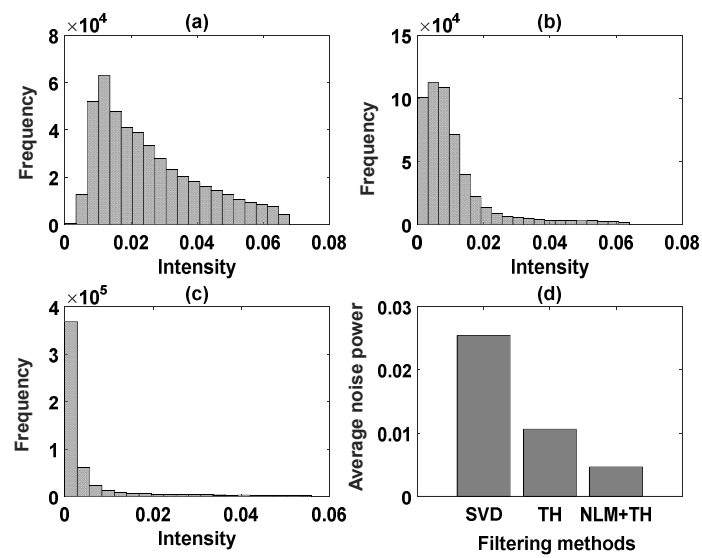 (a)
×10⁴
8
6
4
2
0
Frequency
0 0.02 0.04 0.06 0.08
Intensity
(b)
×10⁴
15
10
5
0
Frequency
0 0.02 0.04 0.06 0.08
Intensity
(c)
×10⁵
4
3
2
1
0
Frequency
0 0.02 0.04 0.06
Intensity
(d)
0.03
0.02
0.01
0
Average noise power
SVD TH NLM+TH
Filtering methods